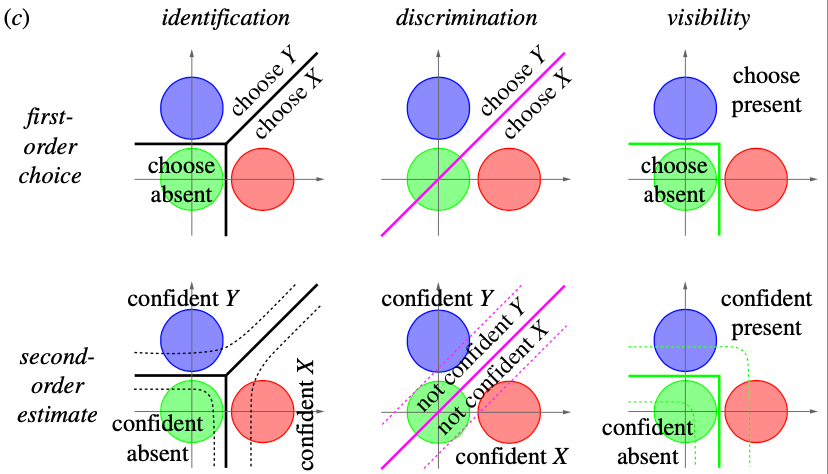 (c)
identification
discrimination
visibility
first-
order
choice
choose Y
choose X
choose
absent
choose Y
choose X
choose
present
choose
absent
second-
order
estimate
confident Y
confident X
confident
absent
confident Y
not confident Y
not confident X
confident X
confident
present
confident
absent